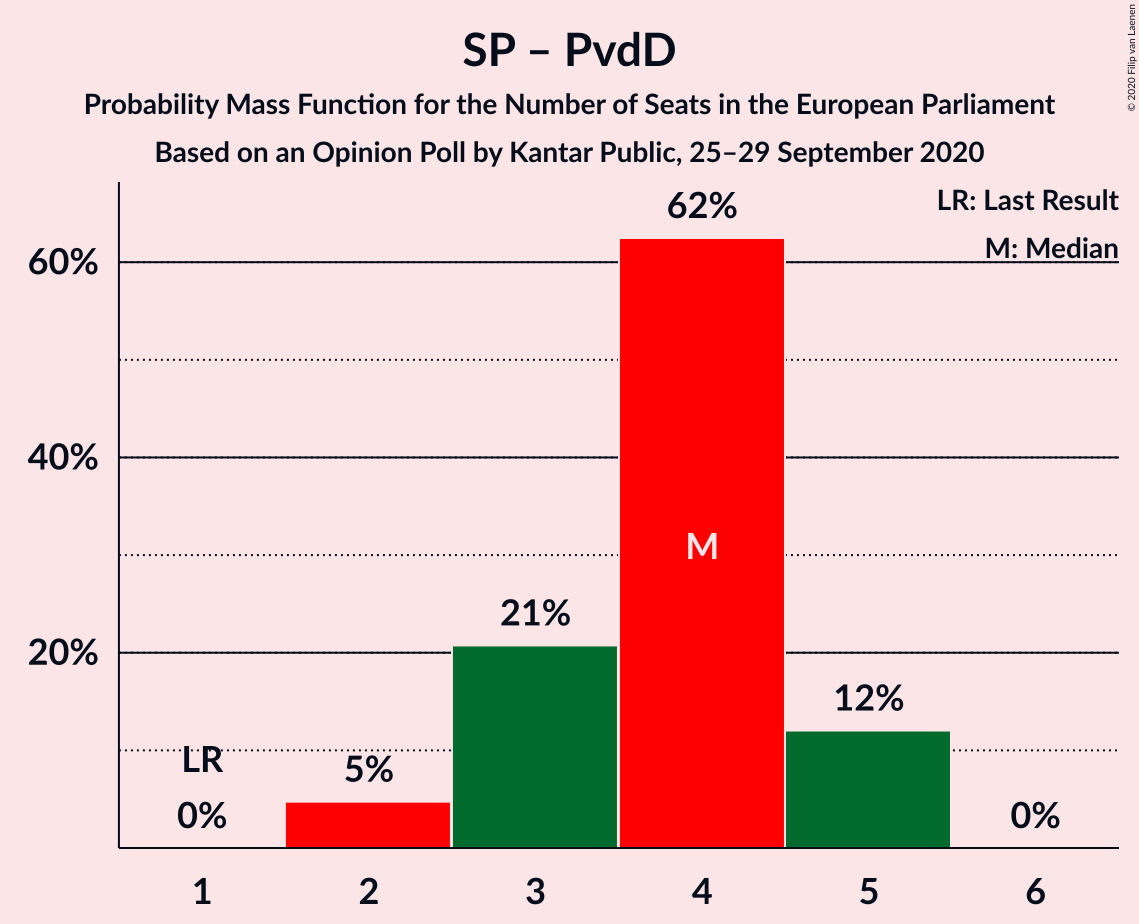 SP – PvdD
Probability Mass Function for the Number of Seats in the European Parliament
Based on an Opinion Poll by Kantar Public, 25–29 September 2020
© 2020 Filip van Laenen
LR: Last Result
M: Median
60%
40%
20%
LR
0%
5%
21%
62%
M
12%
0%
1
2
3
4
5
6